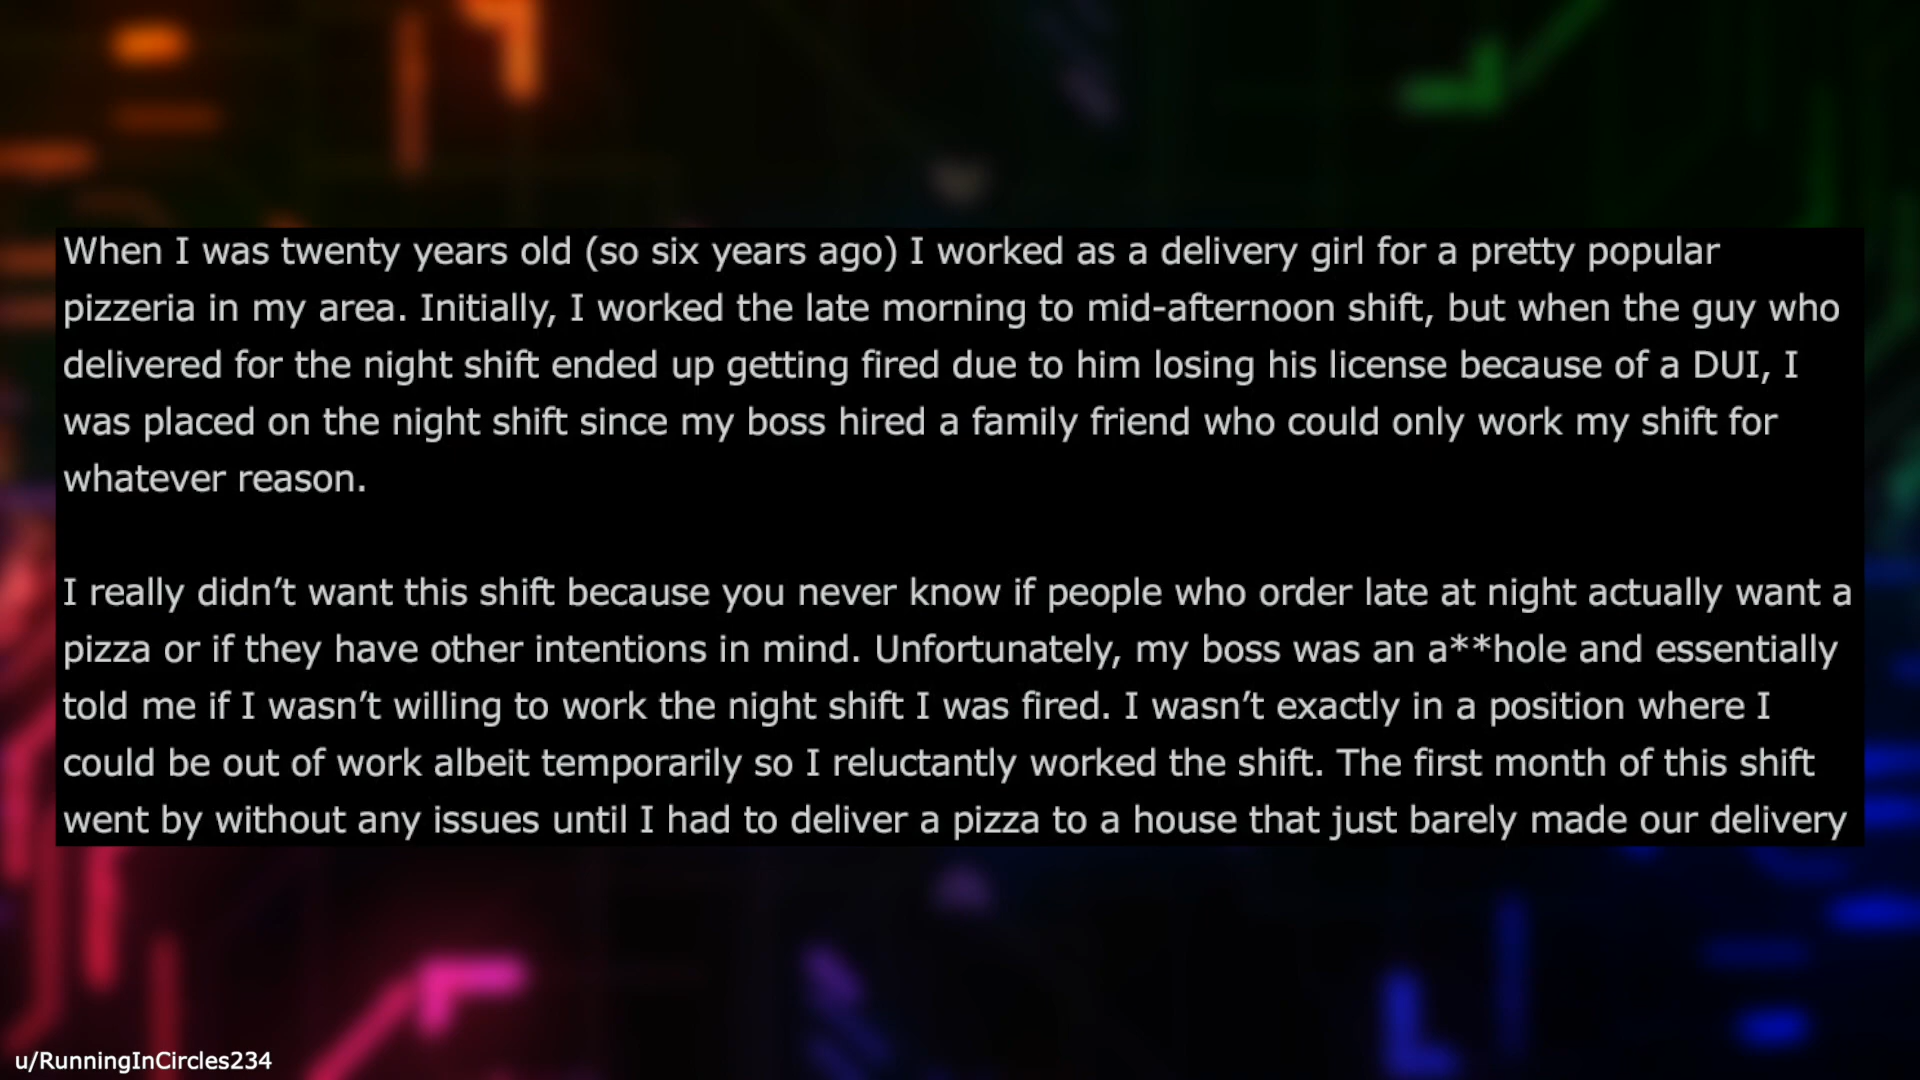 When I was twenty years old (so six years ago) I worked as a delivery girl for a pretty popular
pizzeria in my area. Initially, I worked the late morning to mid-afternoon shift, but when the guy who
delivered for the night shift ended up getting fired due to him losing his license because of a DUI, I
was placed on the night shift since my boss hired a family friend who could only work my shift for
whatever reason.
I really didn’t want this shift because you never know if people who order late at night actually want a
pizza or if they have other intentions in mind. Unfortunately, my boss was an a**hole and essentially
told me if I wasn’t willing to work the night shift I was fired. I wasn’t exactly in a position where I
could be out of work albeit temporarily so I reluctantly worked the shift. The first month of this shift
went by without any issues until I had to deliver a pizza to a house that just barely made our delivery
u/RunningInCircles234